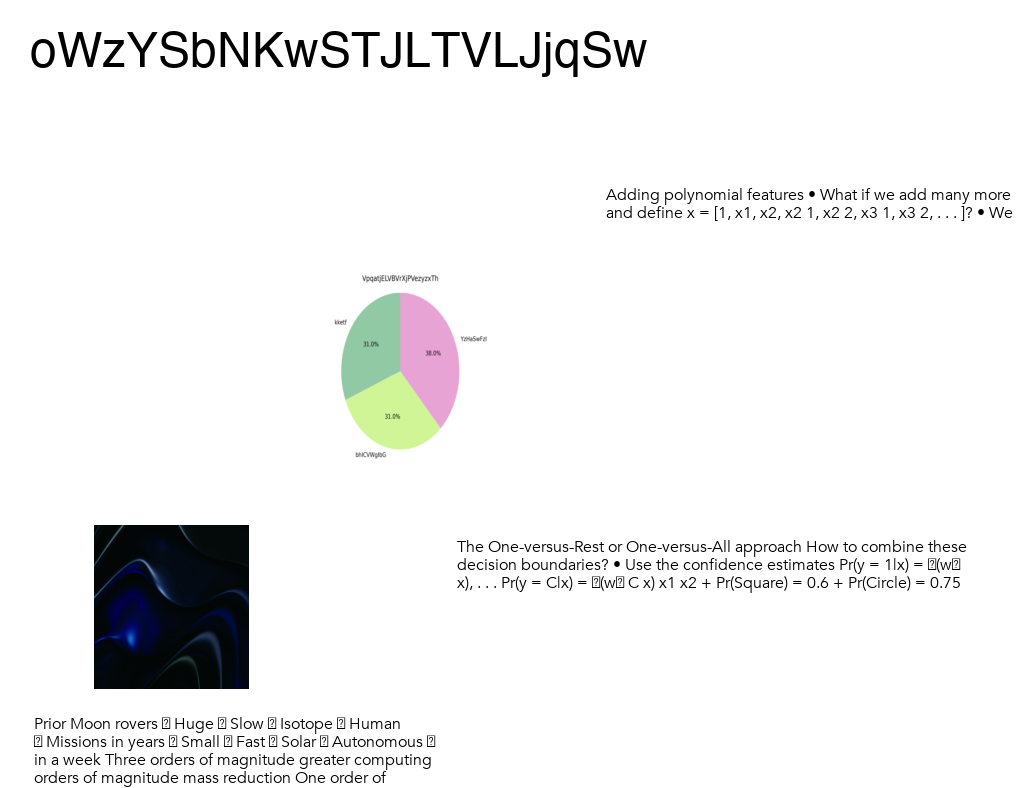 oWzYSbNKwSTJLTVLJjqSw
Adding polynomial features • What if we add many more
and define x = [1, x1, x2, x2 1, x2 2, x3 1, x3 2, . . . ]? • We
VpqatjELVBVrXjPVezyzxTh
kketf
YzHaSwFzI
31.0%
38.0%
31.0%
bhICVWgIbG
The One-versus-Rest or One-versus-All approach How to combine these
decision boundaries? • Use the confidence estimates Pr(y = 1|x) = (w
x), . . . Pr(y = C|x) = (w C x) x1 x2 + Pr(Square) = 0.6 + Pr(Circle) = 0.75
Prior Moon rovers  Huge  Slow  Isotope  Human
 Missions in years  Small  Fast  Solar  Autonomous 
in a week Three orders of magnitude greater computing
orders of magnitude mass reduction One order of